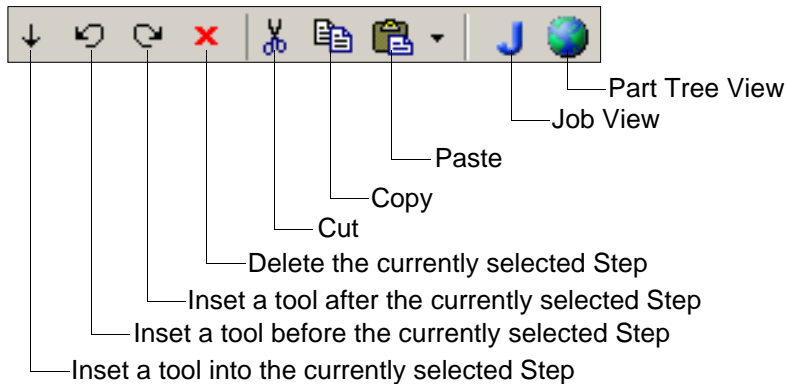 Part Tree View
Job View
Paste
Copy
Cut
Delete the currently selected Step
Inset a tool after the currently selected Step
Inset a tool before the currently selected Step
Inset a tool into the currently selected Step